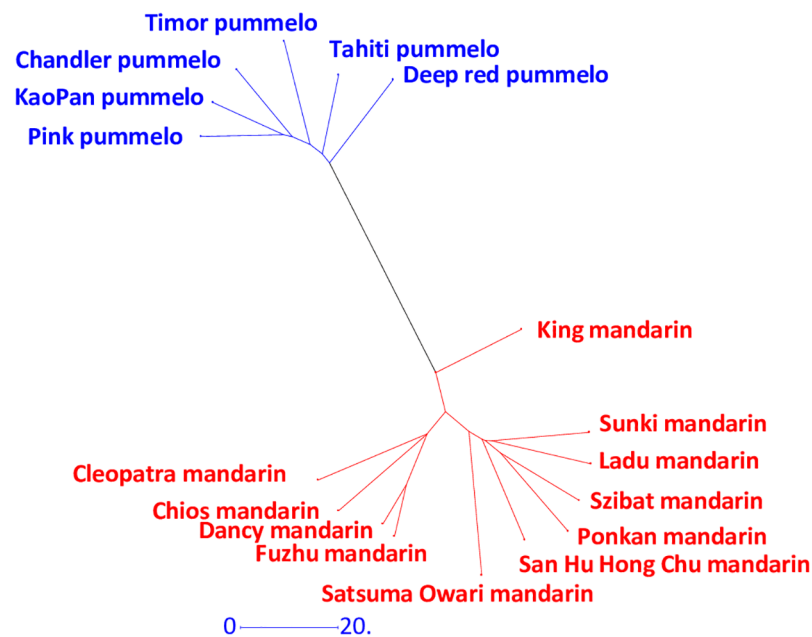 Timor pummelo
Tahiti pummelo
Chandler pummelo
Deep red pummelo
KaoPan pummelo
Pink pummelo
King mandarin
Sunki mandarin
Ladu mandarin
Cleopatra mandarin
Szibat mandarin
Chios mandarin
Dancy mandarin
Ponkan mandarin
Fuzhu mandarin
San Hu Hong Chu mandarin
Satsuma Owari mandarin
0 20.